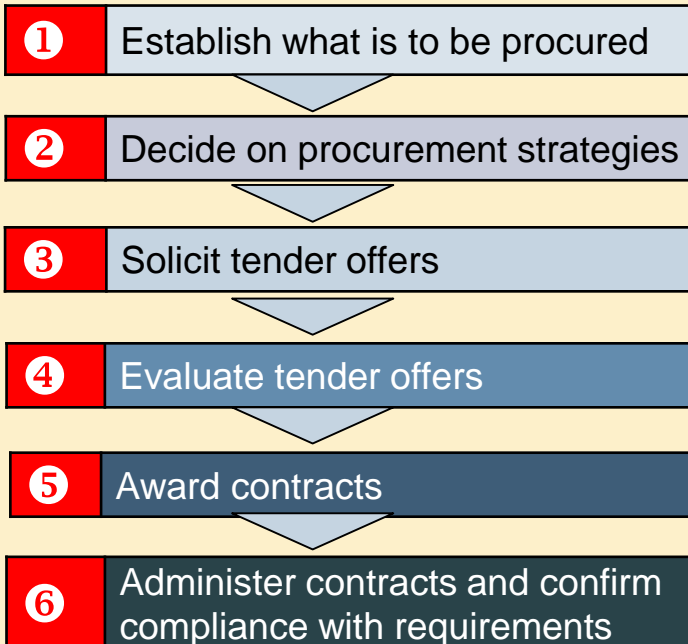 ❶ Establish what is to be procured
❷ Decide on procurement strategies
❸ Solicit tender offers
❹ Evaluate tender offers
❺ Award contracts
❻ Administer contracts and confirm
compliance with requirements